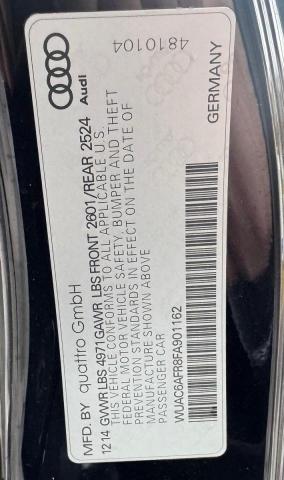 MFD. BY quattro GmbH
1214 GVWR LBS 4971 GAWR LBS FRONT 2601/REAR 2524
THIS VEHICLE CONFORMS TO ALL APPLICABLE U.S.
FEDERAL MOTOR VEHICLE SAFETY, BUMPER AND THEFT
PREVENTION STANDARDS IN EFFECT ON THE DATE OF
MANUFACTURE SHOWN ABOVE
PASSENGER CAR
WUAC6AFR8FA901162
Audi
4810104
GERMANY